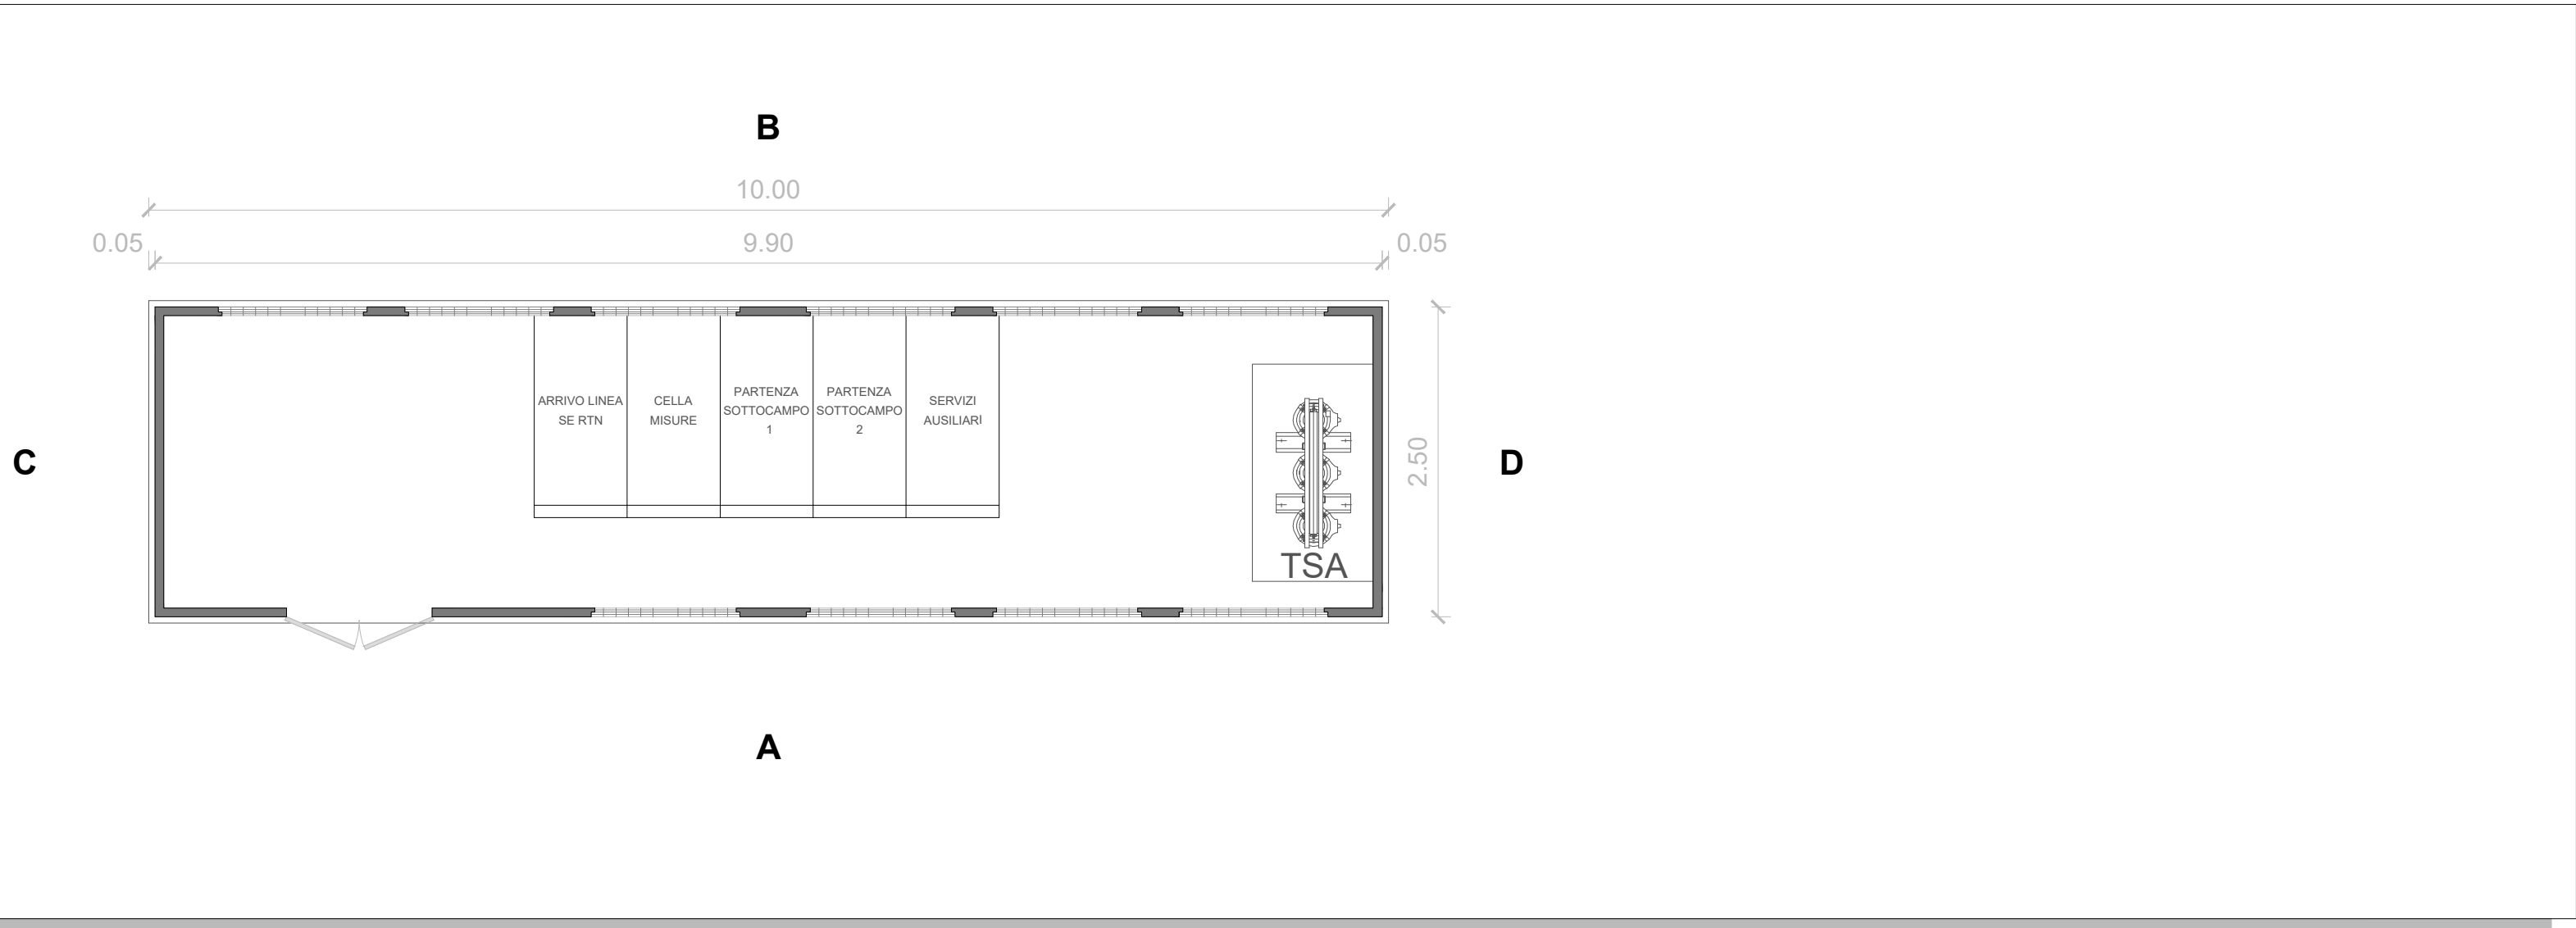 B
10.00
0.05
9.90
0.05
ARRIVO LINEA
SE RTN
CELLA
MISURE
PARTENZA
SOTTOCAMPO
1
PARTENZA
SOTTOCAMPO
2
SERVIZI
AUSILIARI
TSA
2.50
C
D
A